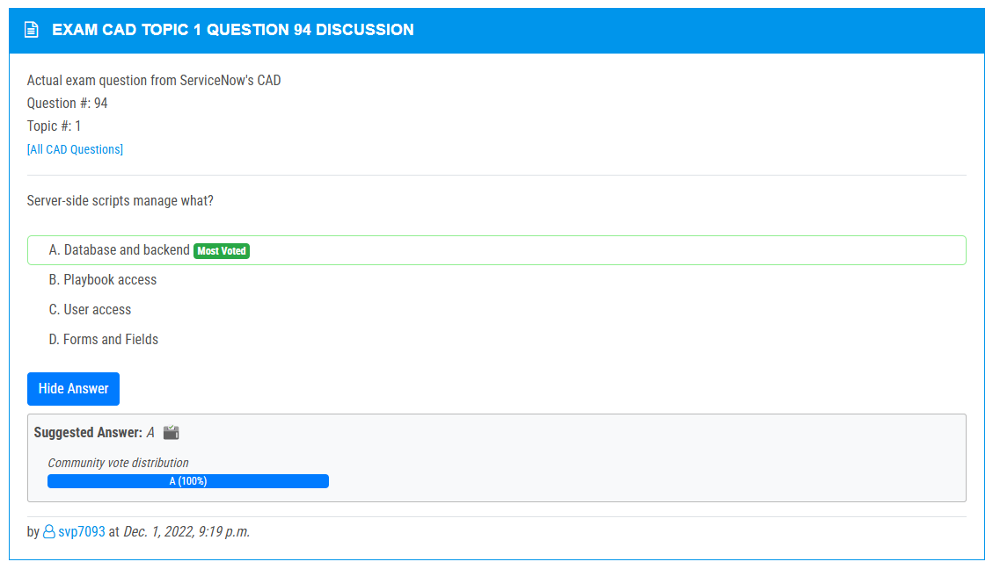 EXAM CAD TOPIC 1 QUESTION 94 DISCUSSION
Actual exam question from ServiceNow's CAD
Question #: 94
Topic #: 1
[All CAD Questions]
Server-side scripts manage what?
A. Database and backend Most Voted
B. Playbook access
C. User access
D. Forms and Fields
Hide Answer
Suggested Answer: A
Community vote distribution
A (100%)
by svp7093 at Dec. 1, 2022, 9:19 p.m.